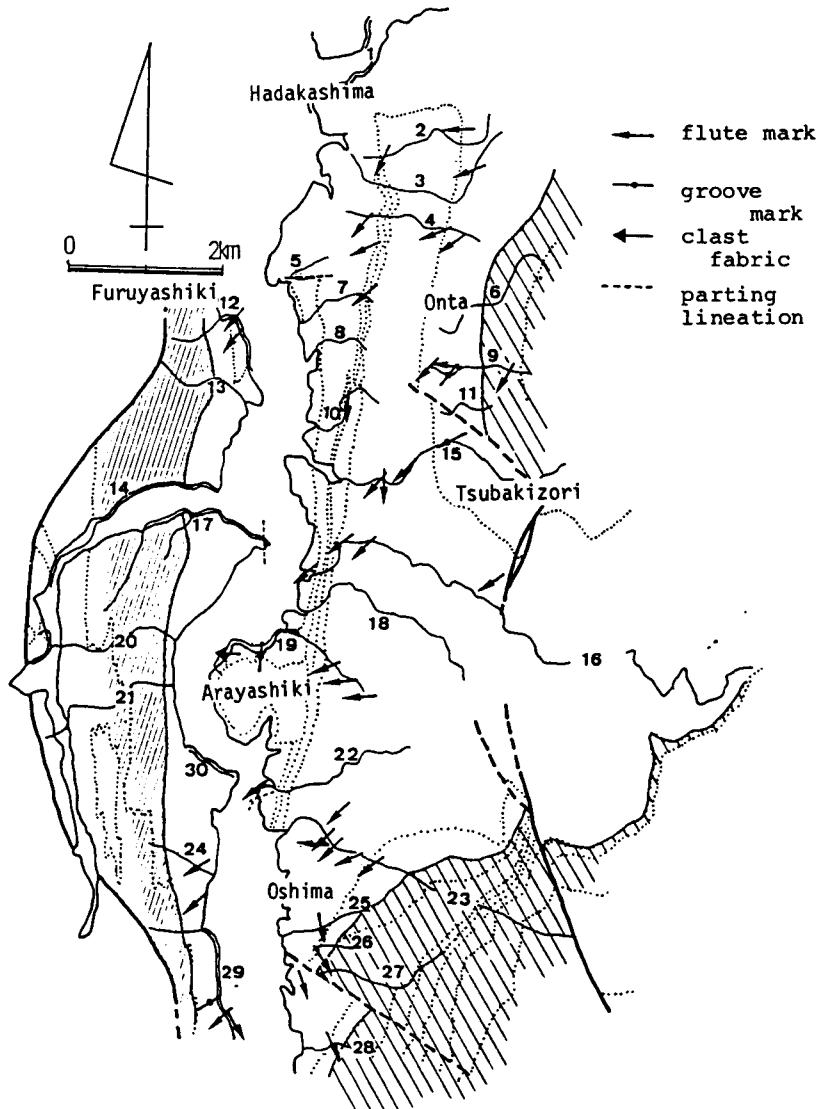 1
Hadakashima
2
flute mark
3
groove
mark
4
clast
fabric
0 2km
5
6
Furuyashiki
7
Onta
parting
lineation
12
8
9
13
11
10
15
14
Tsubakizori
17
18
16
20
19
21
Arayashiki
22
30
24
Oshima
25
23
26
27
29
28